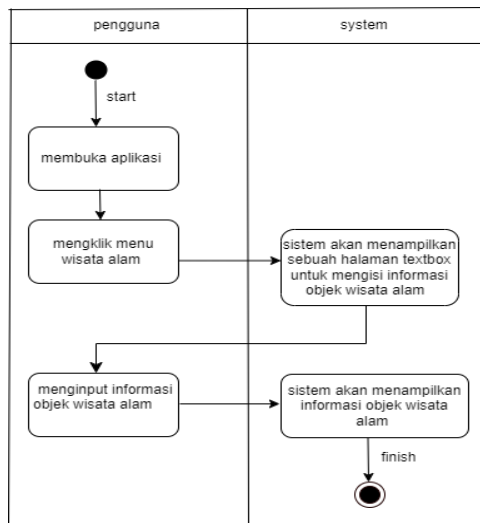 pengguna
system
start
membuka aplikasi
mengklik menu
wisata alam
sistem akan menampilkan
sebuah halaman textbox
untuk mengisi informasi
objek wisata alam
menginput informasi
objek wisata alam
sistem akan menampilkan
informasi objek wisata
alam
finish